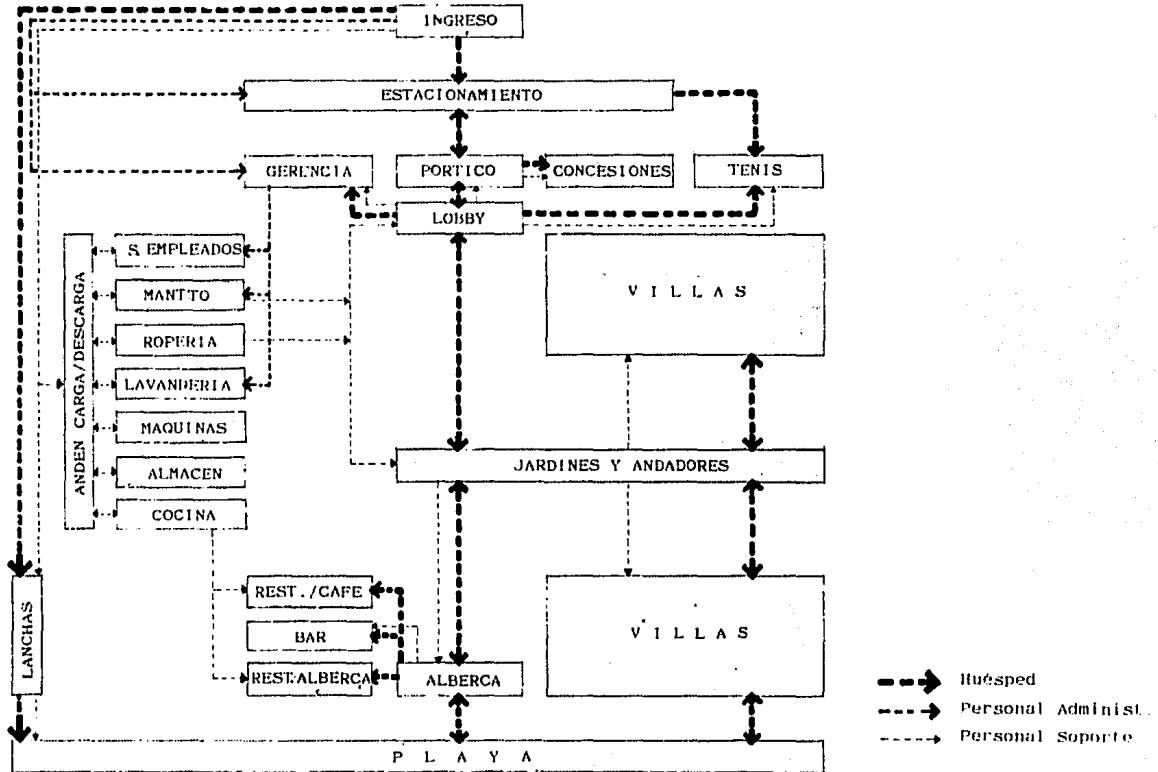 INGRESO
ESTACIONAMIENTO
GERENCIA
PORTICO
CONCESIONES
TENIS
LOBBY
S. EMPLEADOS
MANTTO
ROPERIA
LAVANDERIA
MAQUINAS
ALMACEN
COCINA
ANDEN CARGA/DESCARGA
VILLAS
JARDINES Y ANDADORES
REST./CAFE
BAR
REST.ALBERCA
ALBERCA
VILLAS
LANCHAS
PLAYA
Huésped
Personal Administ.
Personal Soporte